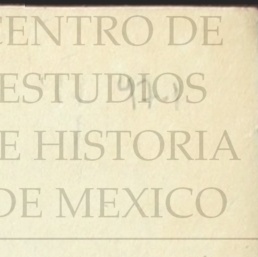 CENTRO DE
ESTUDIOS
E HISTORIA
DE MEXICO